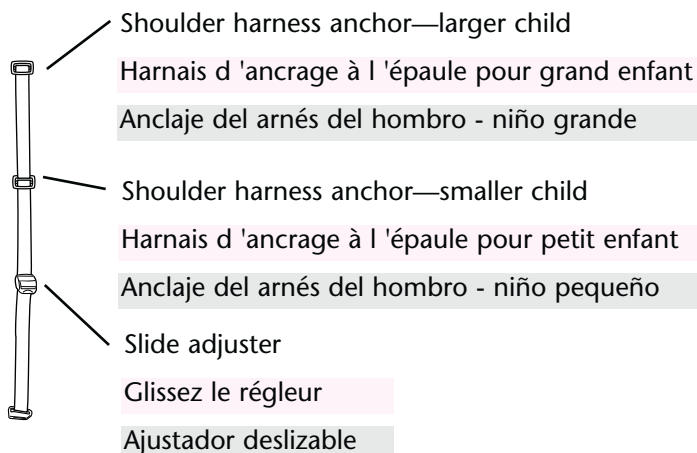 Shoulder harness anchor—larger child
Harnais d 'ancrage à l 'épaule pour grand enfant
Anclaje del arnés del hombro - niño grande
Shoulder harness anchor—smaller child
Harnais d 'ancrage à l 'épaule pour petit enfant
Anclaje del arnés del hombro - niño pequeño
Slide adjuster
Glissez le régleur
Ajustador deslizable